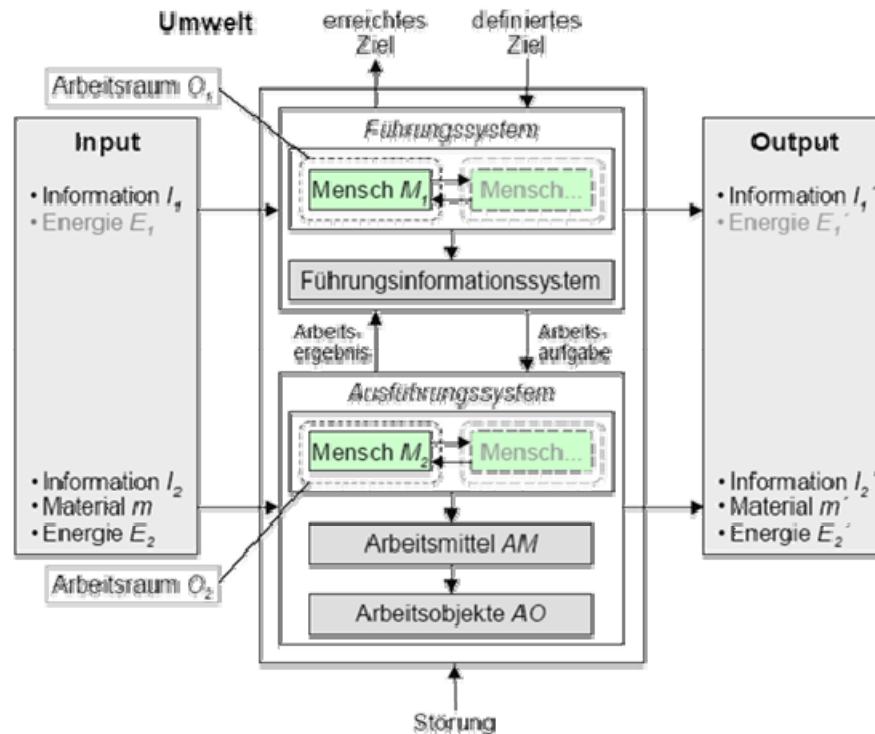 Umwelt
erreichtes
Ziel
definiertes
Ziel
Arbeitsraum O₁
Input
• Information I₁
• Energie E₁
• Information I₂
• Material m
• Energie E₂
Arbeitsraum O₂
Führungssystem
Mensch M₁
Mensch...
Führungsinformationssystem
Arbeits-
ergebnis
Arbeits-
aufgabe
Ausführungssystem
Mensch M₂
Mensch...
Arbeitsmittel AM
Arbeitsobjekte AO
Störung
Output
• Information I₁´
• Energie E₁´
• Information I₂´
• Material m´
• Energie E₂´